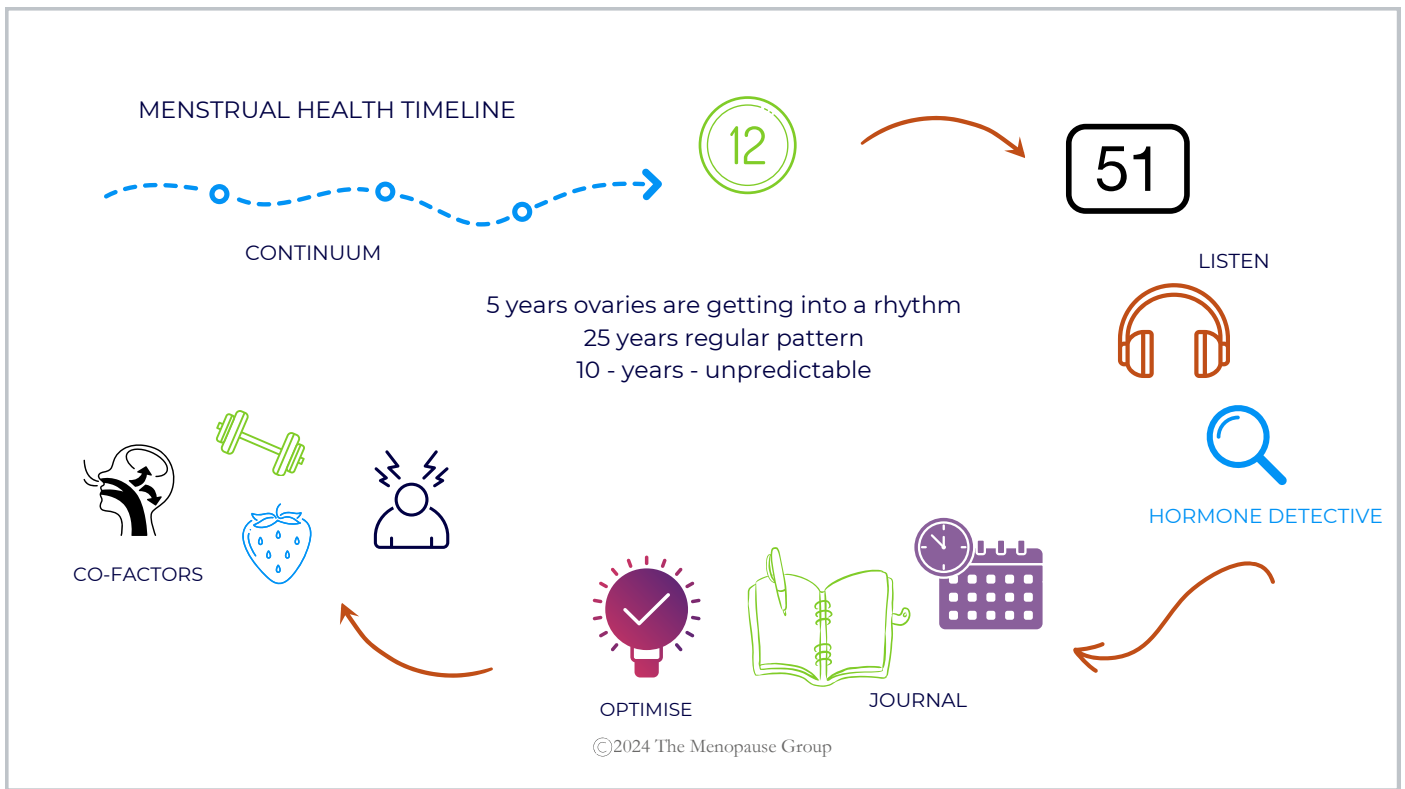 MENSTRUAL HEALTH TIMELINE
12
51
CONTINUUM
LISTEN
5 years ovaries are getting into a rhythm
25 years regular pattern
10 - years - unpredictable
HORMONE DETECTIVE
CO-FACTORS
JOURNAL
OPTIMISE
©2024 The Menopause Group